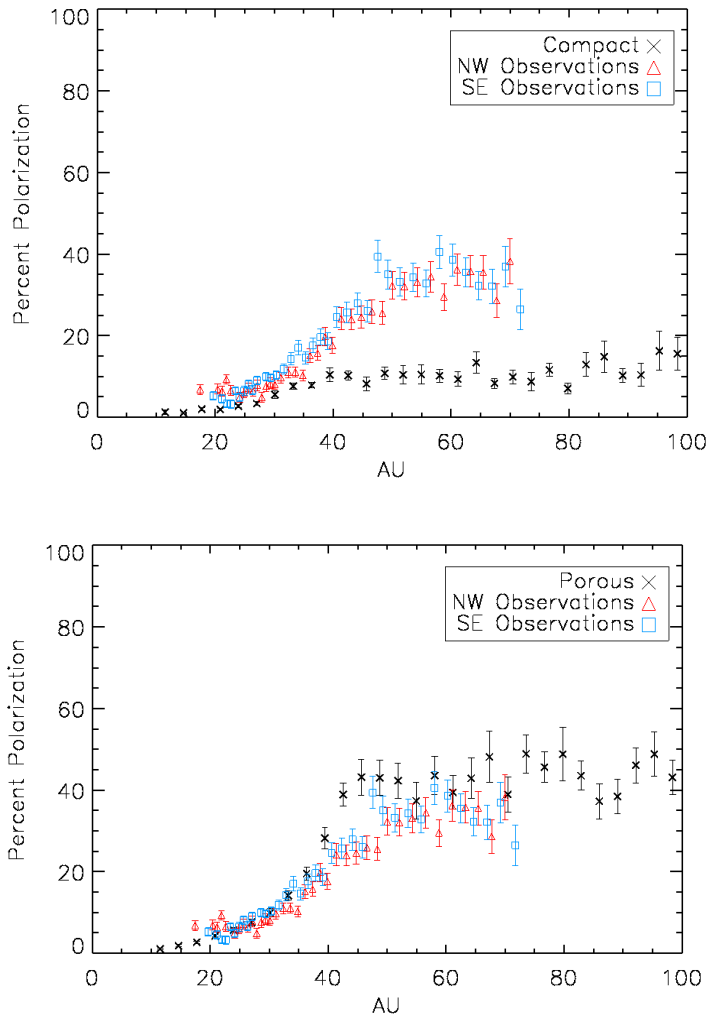 100
80
60
40
20
0
Percent Polarization
Compact
NW Observations
SE Observations
0 20 40 60 80 100
AU
100
80
60
40
20
0
Percent Polarization
Porous
NW Observations
SE Observations
0 20 40 60 80 100
AU